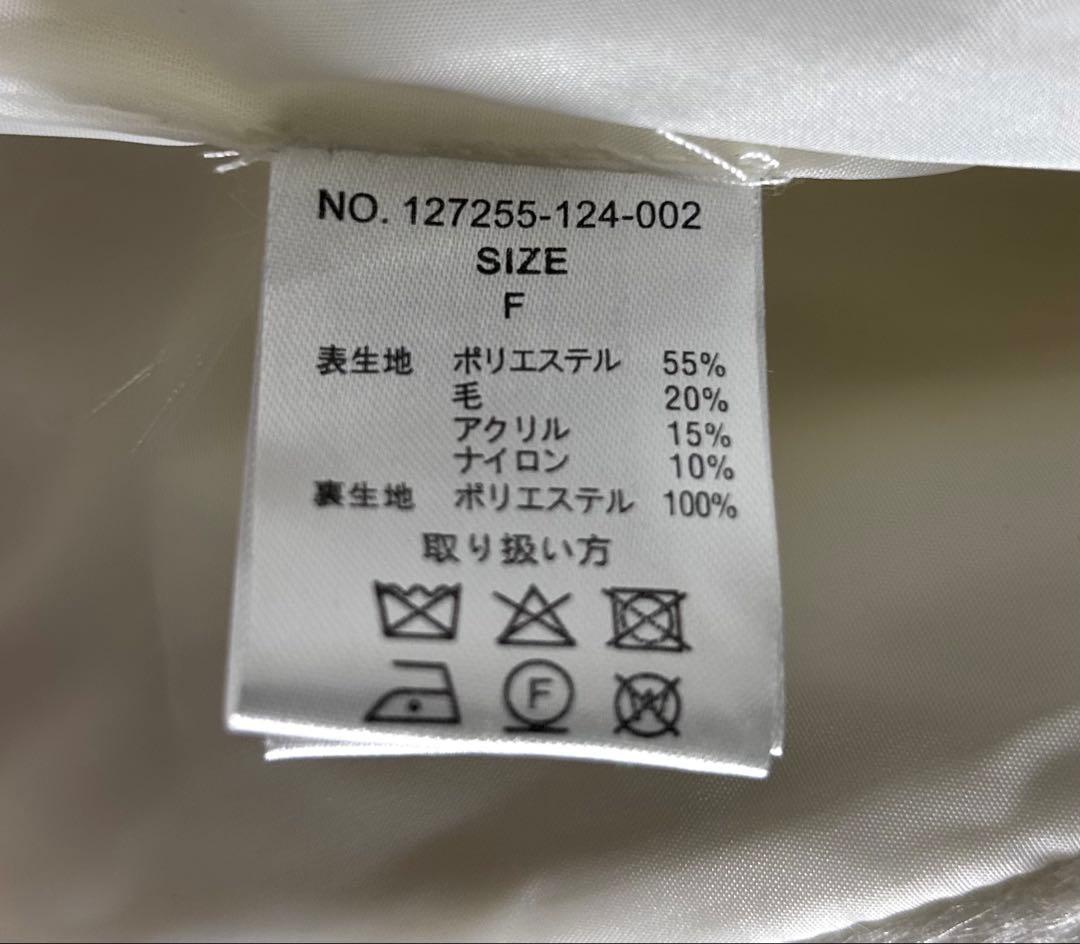 NO. 127255-124-002
SIZE
F
表生地 ポリエステル 55%
毛 20%
アクリル 15%
ナイロン 10%
裏生地 ポリエステル 100%
取り扱い方
F
W